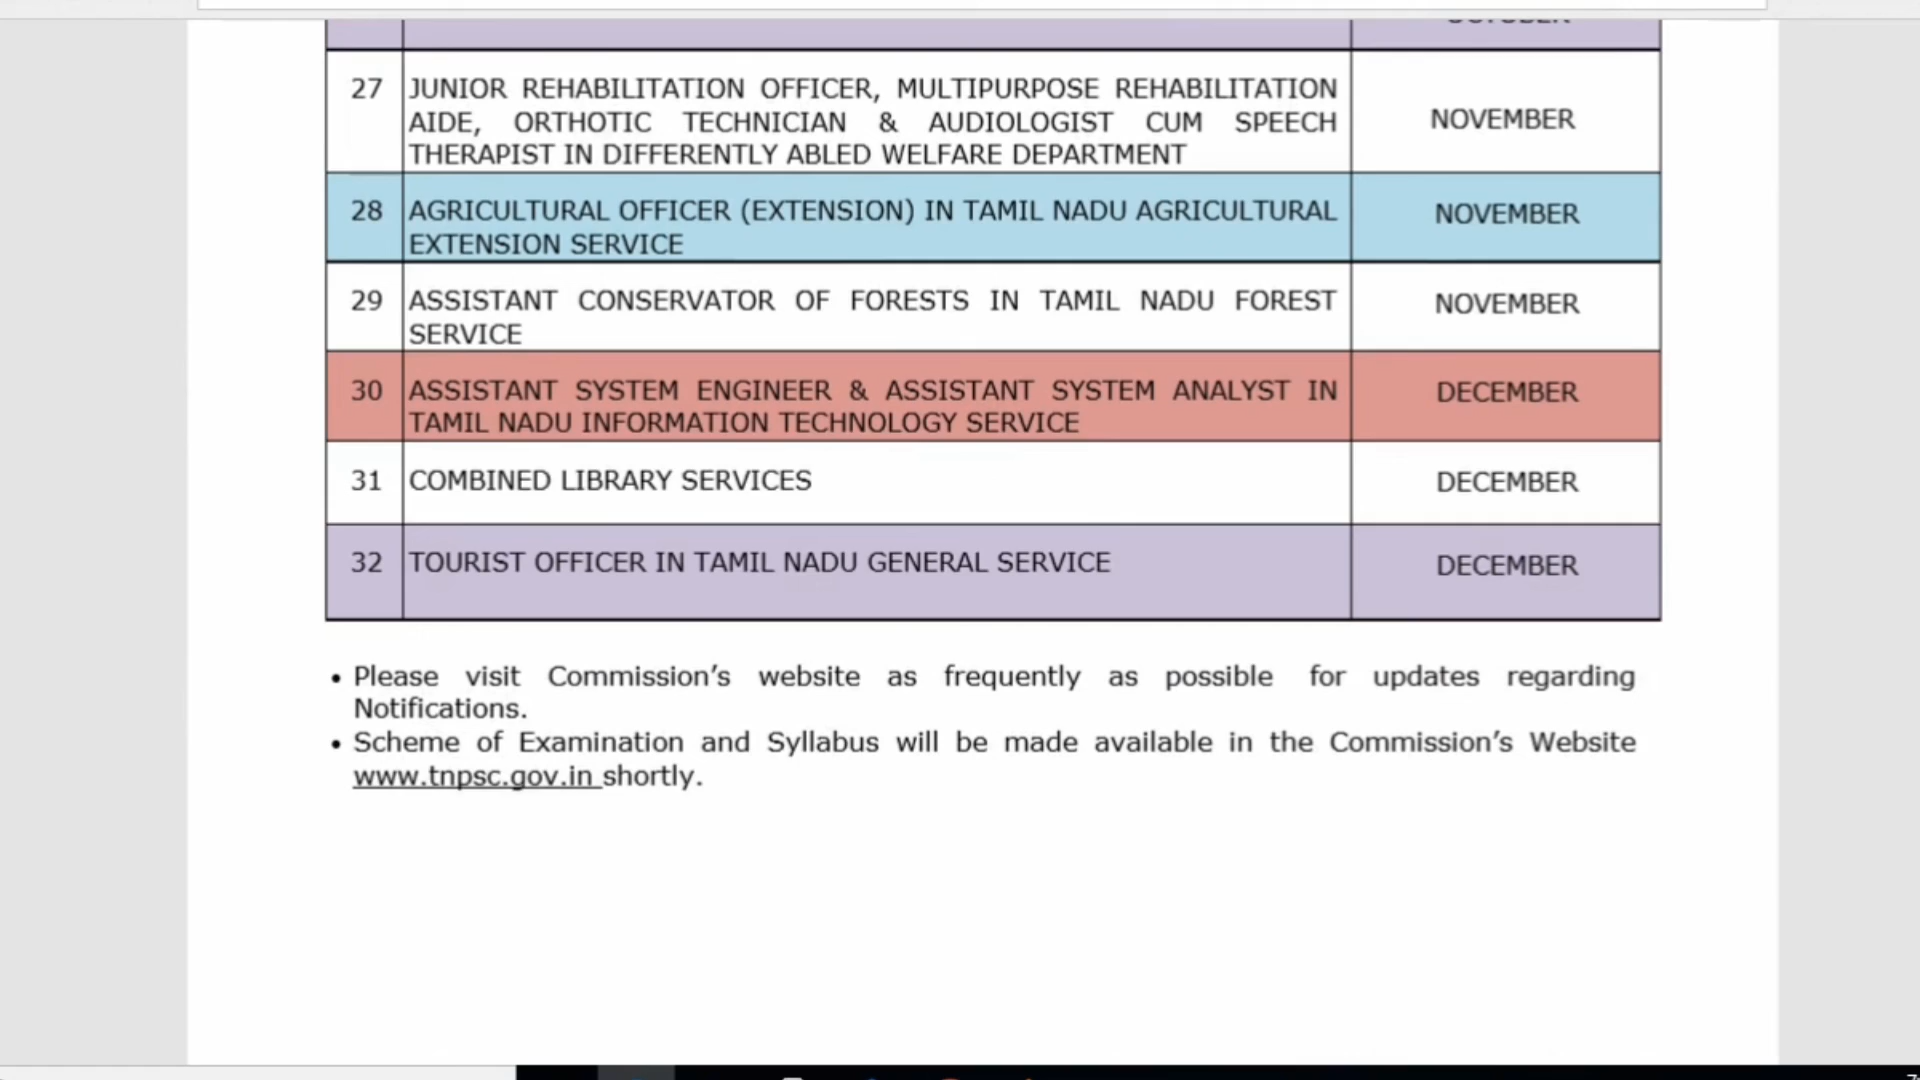 27 JUNIOR REHABILITATION OFFICER, MULTIPURPOSE REHABILITATION
AIDE, ORTHOTIC TECHNICIAN & AUDIOLOGIST CUM SPEECH
THERAPIST IN DIFFERENTLY ABLED WELFARE DEPARTMENT
NOVEMBER
28 AGRICULTURAL OFFICER (EXTENSION) IN TAMIL NADU AGRICULTURAL
EXTENSION SERVICE
NOVEMBER
29 ASSISTANT CONSERVATOR OF FORESTS IN TAMIL NADU FOREST
SERVICE
NOVEMBER
30 ASSISTANT SYSTEM ENGINEER & ASSISTANT SYSTEM ANALYST IN
TAMIL NADU INFORMATION TECHNOLOGY SERVICE
DECEMBER
31 COMBINED LIBRARY SERVICES DECEMBER
32 TOURIST OFFICER IN TAMIL NADU GENERAL SERVICE DECEMBER
• Please visit Commission’s website as frequently as possible for updates regarding
Notifications.
• Scheme of Examination and Syllabus will be made available in the Commission’s Website
www.tnpsc.gov.in shortly.